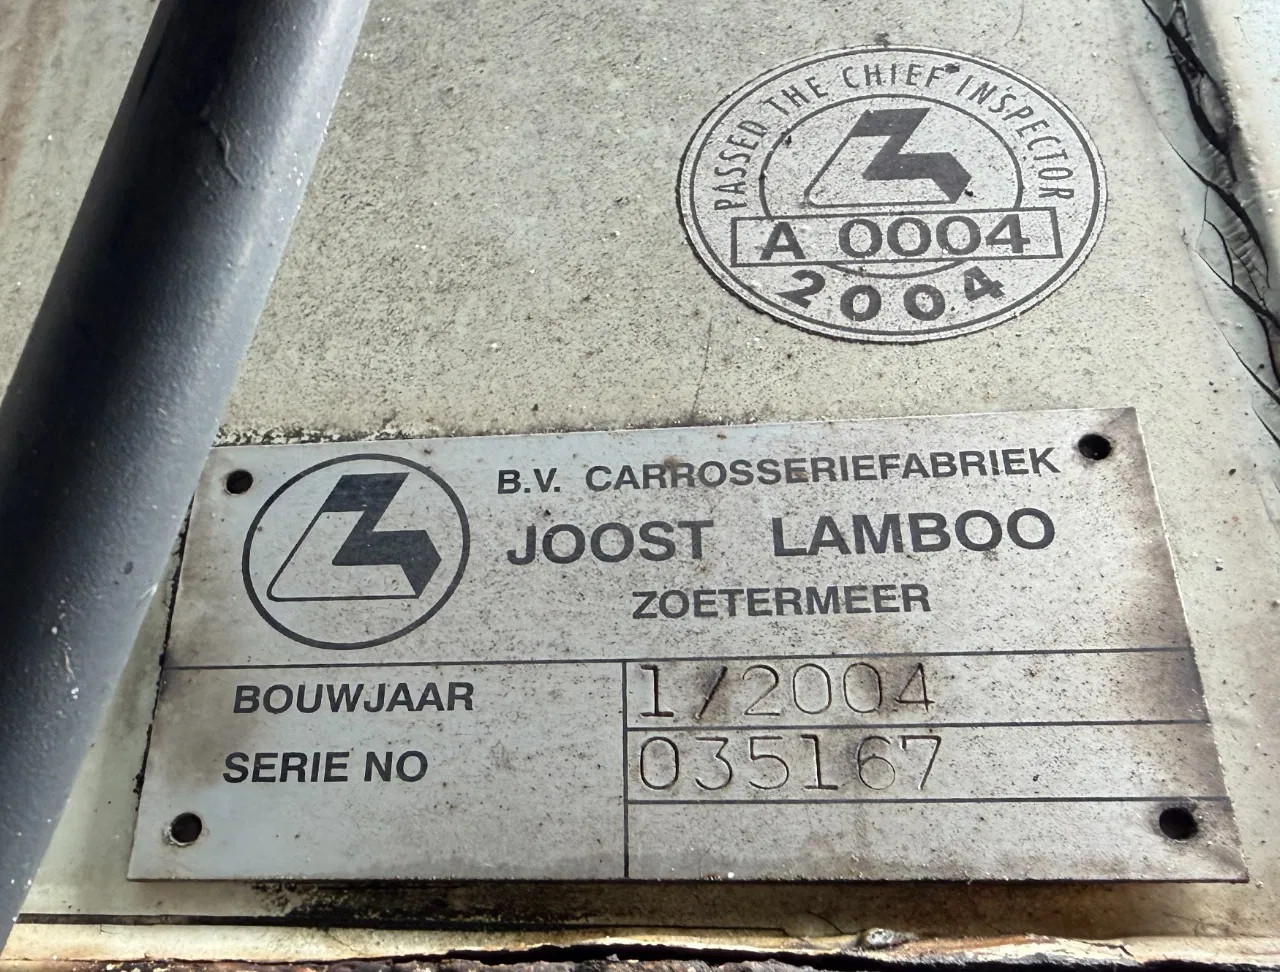 PASSED THE CHIEF INSPECTOR
A 0004
2004
B.V. CARROSSERIEFABRIEK
JOOST LAMBOO
ZOETERMEER
BOUWJAAR 1/2004
SERIE NO 035167